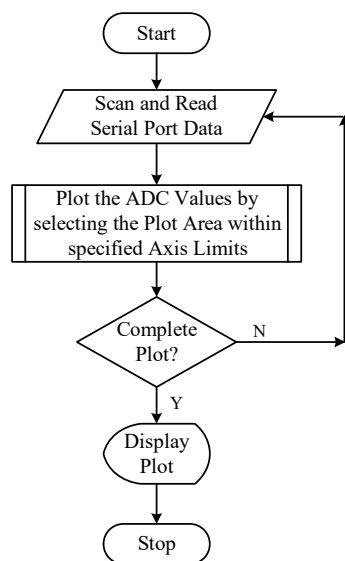 Start
Scan and Read
Serial Port Data
Plot the ADC Values by
selecting the Plot Area within
specified Axis Limits
Complete
Plot?
N
Y
Display
Plot
Stop